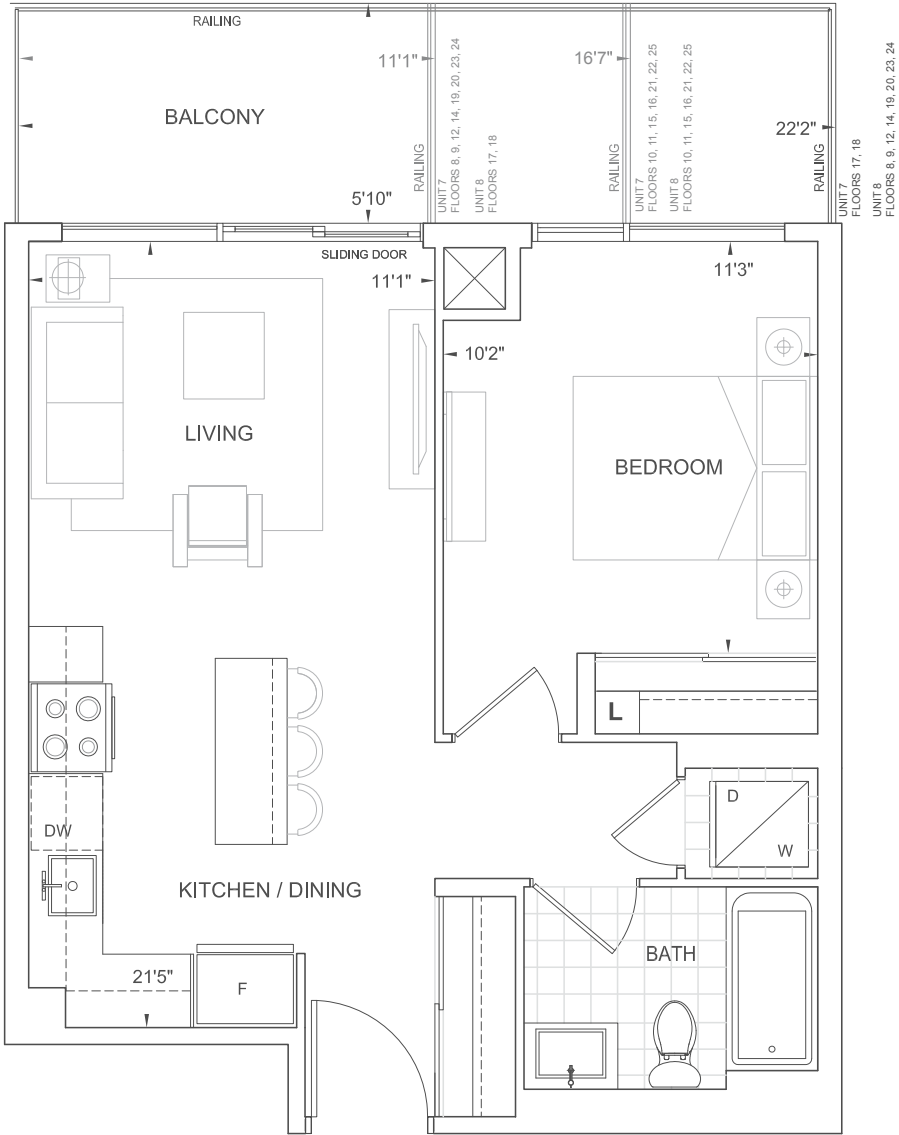 RAILING
11'1"
16'7"
BALCONY
22'2"
RAILING
UNIT 7
FLOORS 8, 9, 12, 14, 19, 20, 23, 24
UNIT 8
FLOORS 17, 18
RAILING
UNIT 7
FLOORS 10, 11, 15, 16, 21, 22, 25
UNIT 8
FLOORS 10, 11, 15, 16, 21, 22, 25
RAILING
UNIT 7
FLOORS 17, 18
UNIT 8
FLOORS 8, 9, 12, 14, 19, 20, 23, 24
5'10"
SLIDING DOOR
11'1"
11'3"
10'2"
LIVING
BEDROOM
L
D
W
DW
KITCHEN / DINING
BATH
21'5"
F